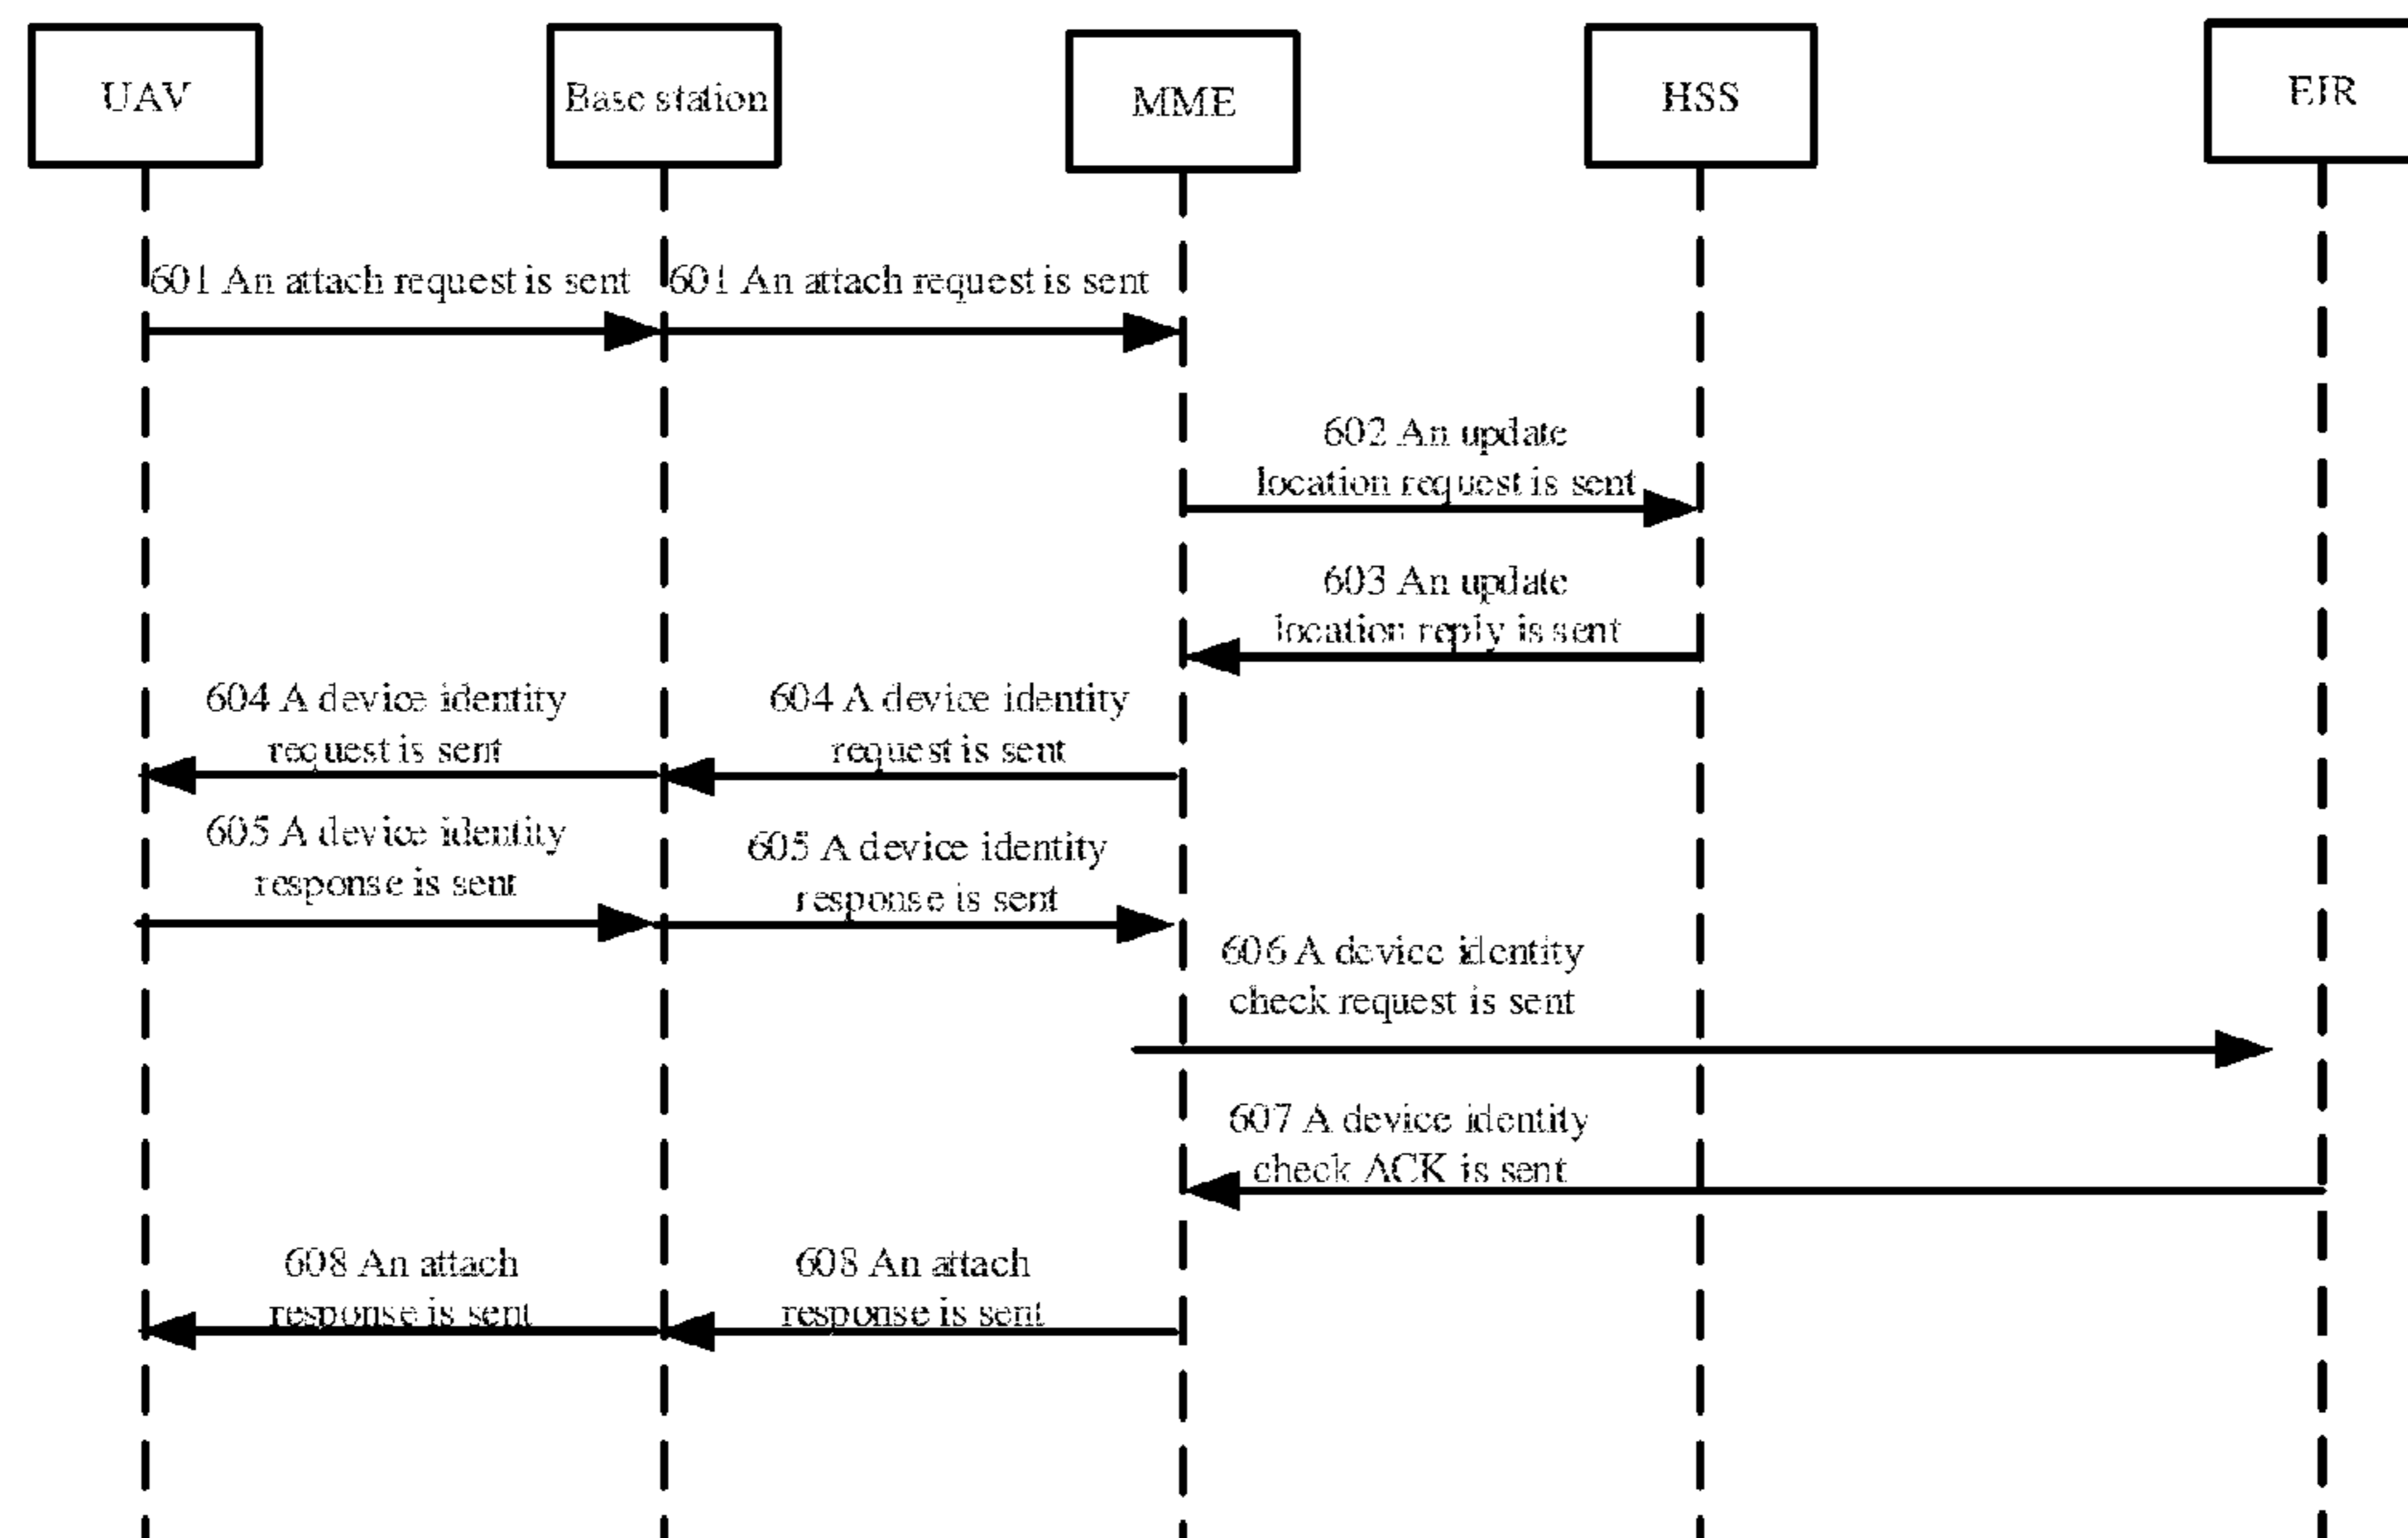 UAV
Base station
MME
HSS
EIR
601 An attach request is sent
601 An attach request is sent
602 An update
location request is sent
603 An update
location reply is sent
604 A device identity
request is sent
604 A device identity
request is sent
605 A device identity
response is sent
605 A device identity
response is sent
606 A device identity
check request is sent
607 A device identity
check ACK is sent
608 An attach
response is sent
608 An attach
response is sent